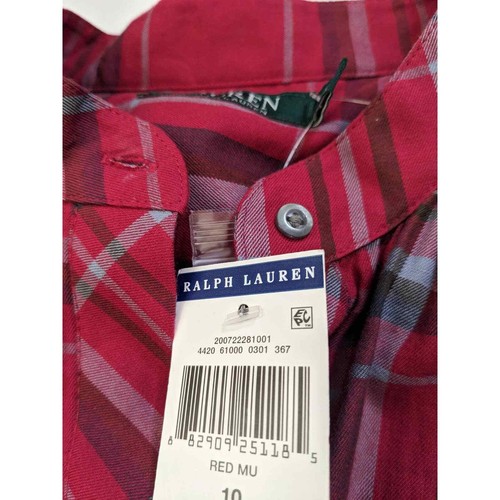 LAUREN
RALPH LAUREN
200722281001
4420 61000 0301 367
8 82909 25118 5
RED MU
10